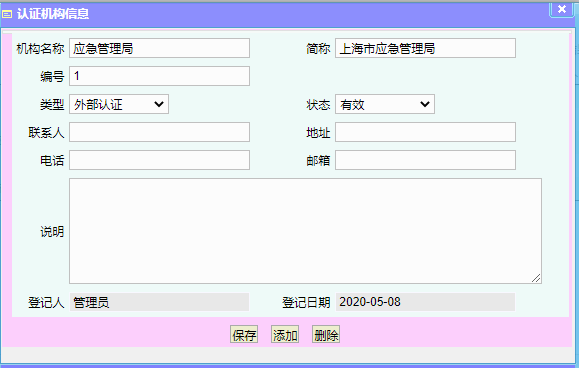 认证机构信息
机构名称 应急管理局 简称 上海市应急管理局
编号 1
类型 外部认证 状态 有效
联系人 地址
电话 邮箱
说明
登记人 管理员 登记日期 2020-05-08
保存 添加 删除